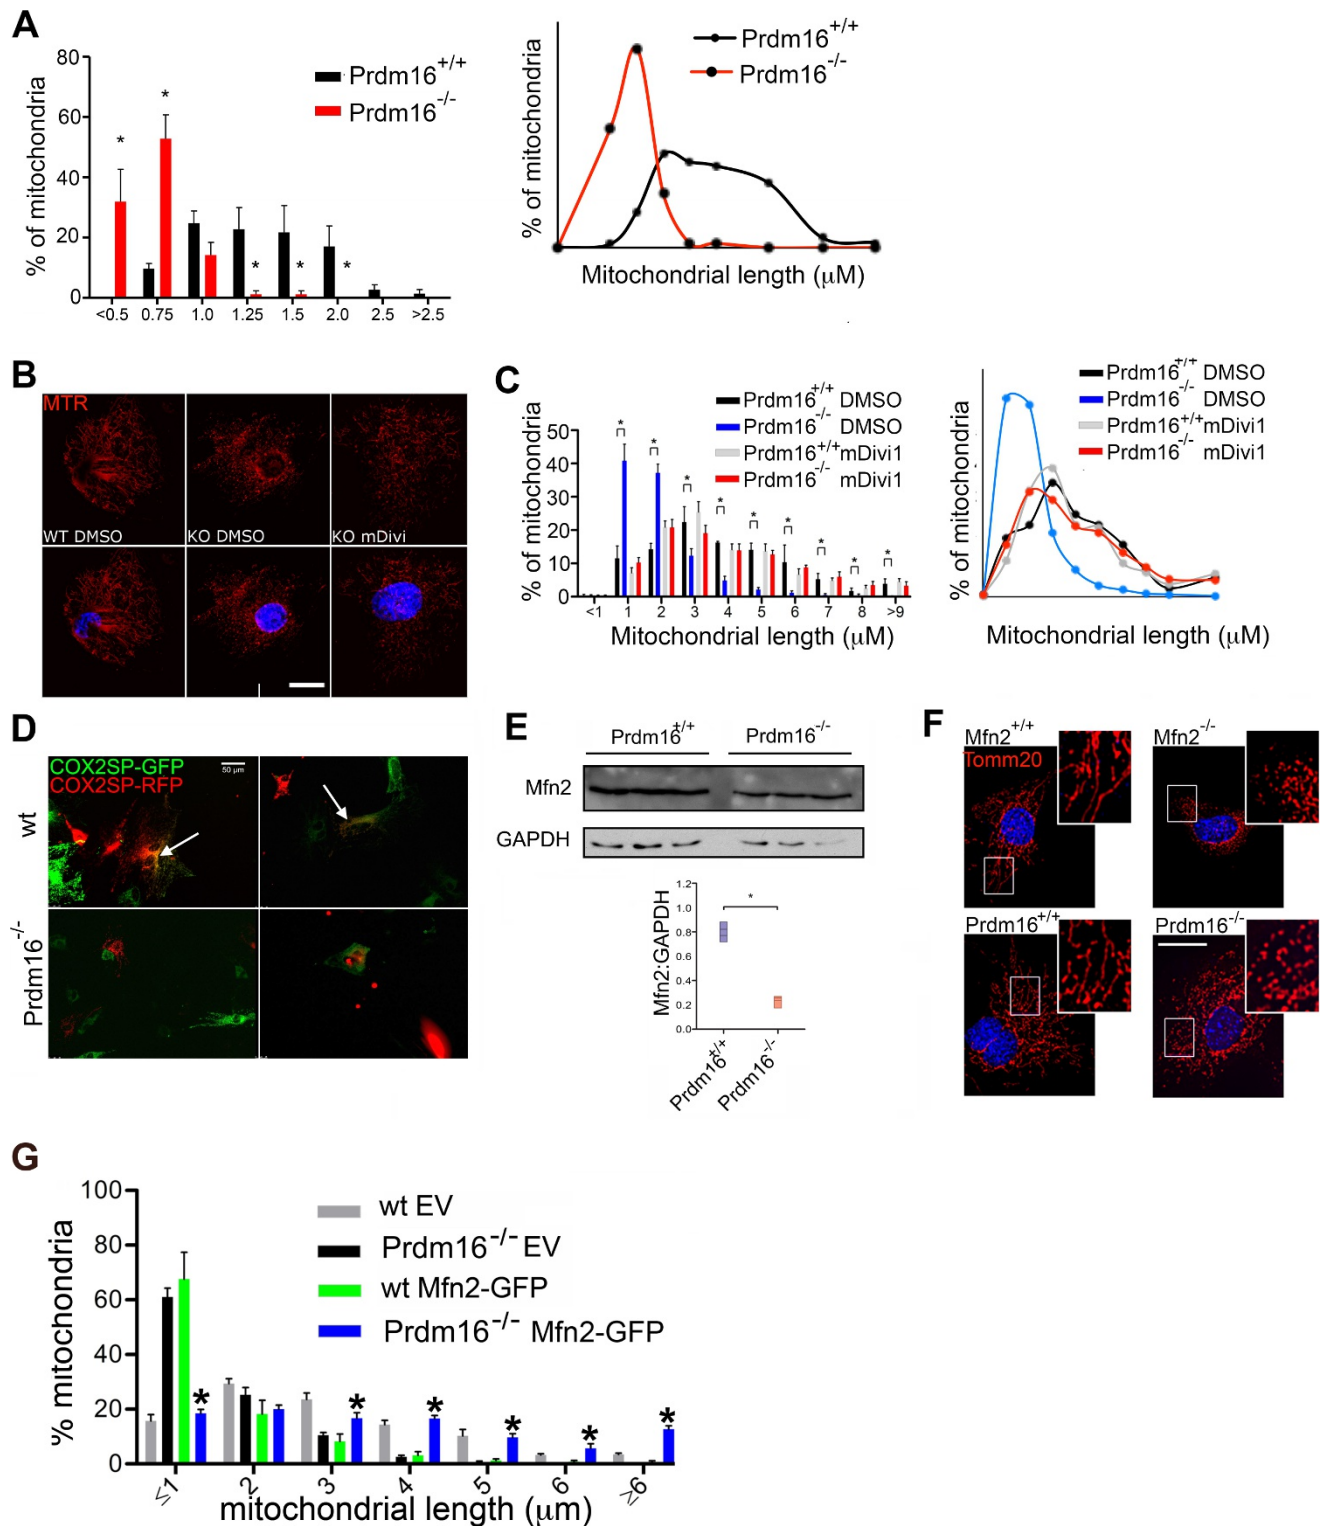 A
% of mitochondria
80
60
40
20
0
* * * * *
<0.5 0.75 1.0 1.25 1.5 2.0 2.5 >2.5
Prdm16+/+
Prdm16-/-
% of mitochondria
Prdm16+/+
Prdm16-/-
Mitochondrial length (μM)
B
MTR
WT DMSO KO DMSO KO mDivi
C
% of mitochondria
50
40
30
20
10
0
* * * * * * * * *
<1 1 2 3 4 5 6 7 8 >9
Mitochondrial length (μM)
Prdm16+/+ DMSO
Prdm16-/- DMSO
Prdm16+/+ mDivi1
Prdm16-/- mDivi1
% of mitochondria
Prdm16+/+ DMSO
Prdm16-/- DMSO
Prdm16+/+ mDivi1
Prdm16-/- mDivi1
Mitochondrial length (μM)
D
COX2SP-GFP
COX2SP-RFP
50 μm
wt
Prdm16-/-
E
Prdm16+/+ Prdm16-/-
Mfn2
GAPDH
Mfn2:GAPDH
1.2
1.0
0.8
0.6
0.4
0.2
0.0
*
Prdm16+/+
Prdm16-/-
F
Mfn2+/+ Mfn2-/-
Tomm20
Prdm16+/+ Prdm16-/-
G
% mitochondria
100
80
60
40
20
0
wt EV
Prdm16-/- EV
wt Mfn2-GFP
Prdm16-/- Mfn2-GFP
* * * * * *
≤1 2 3 4 5 6 ≥6
mitochondrial length (μm)